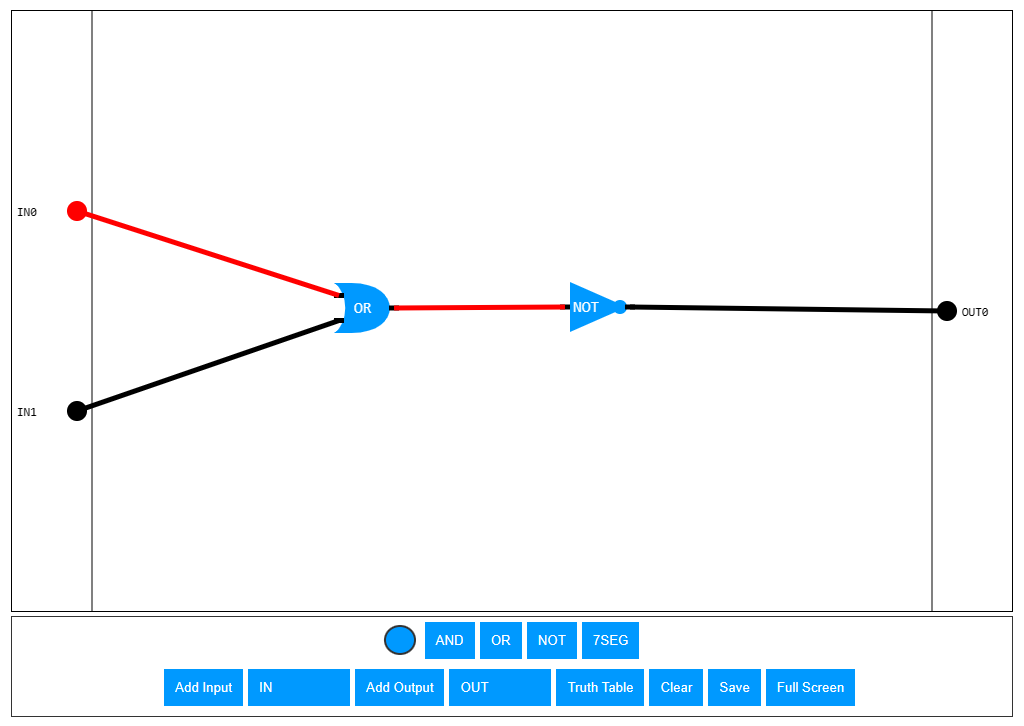 IN0
OR
NOT
OUT0
IN1
AND OR NOT 7SEG
Add Input IN Add Output OUT Truth Table Clear Save Full Screen